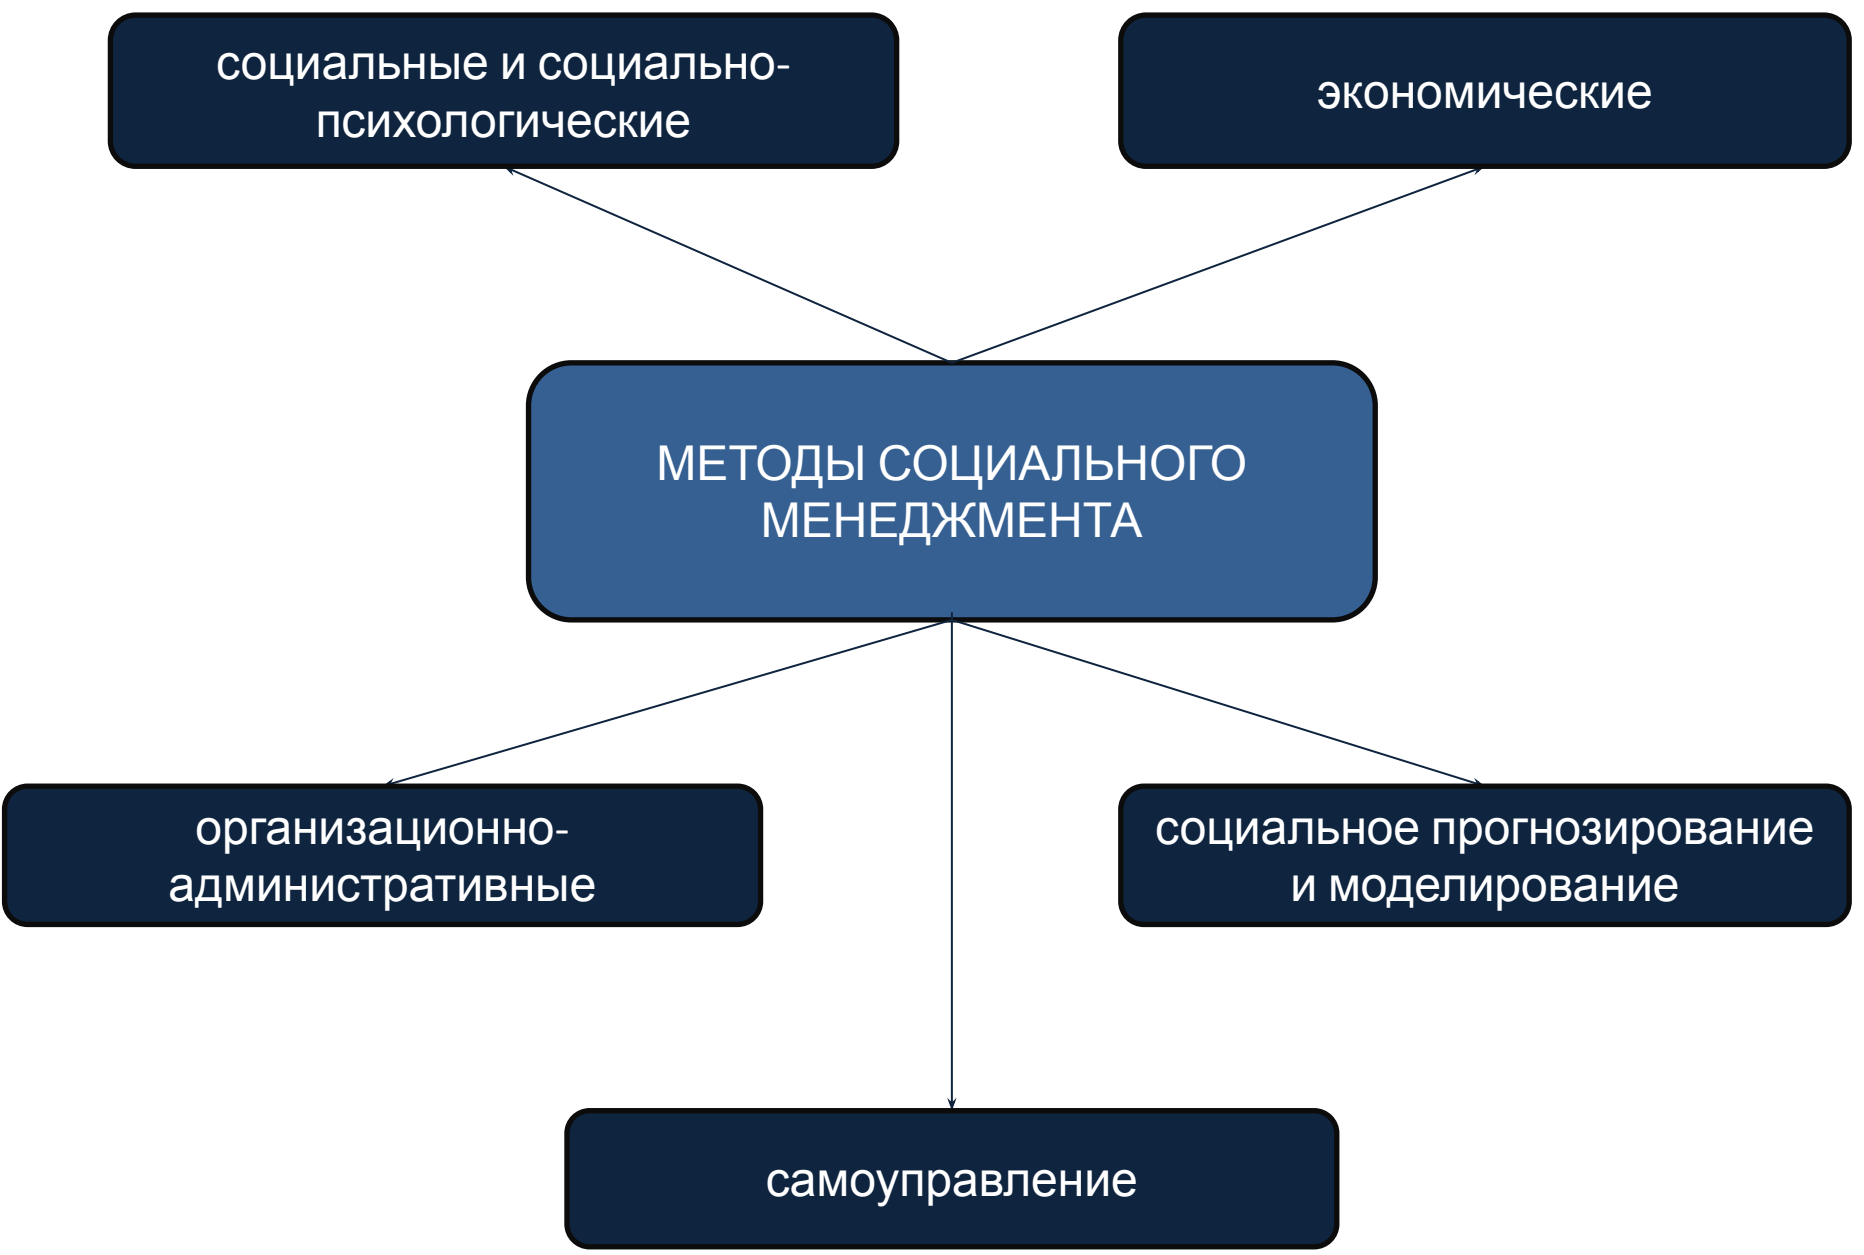 социальные и социально-
психологические
экономические
МЕТОДЫ СОЦИАЛЬНОГО
МЕНЕДЖМЕНТА
организационно-
административные
социальное прогнозирование
и моделирование
самоуправление